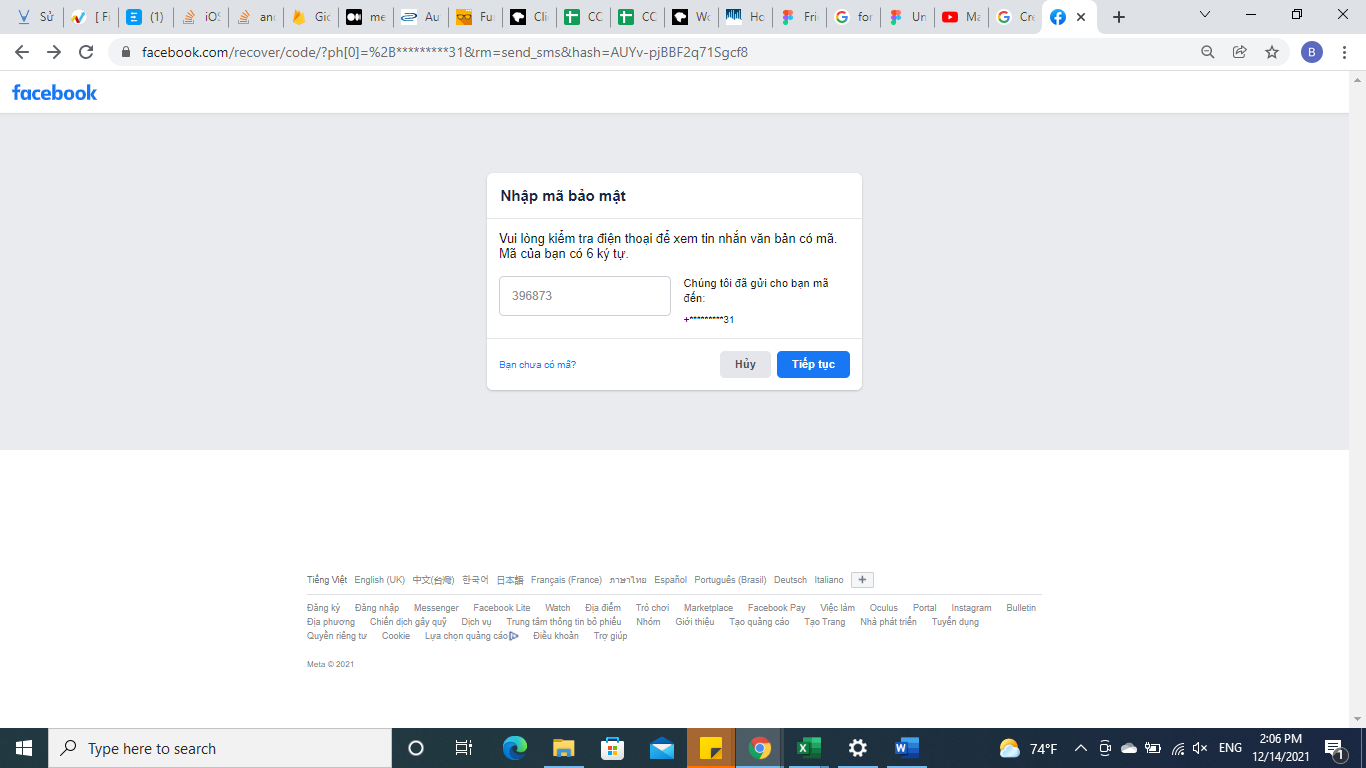 Sử
[ Fi
(1)
iOS
and
Gic
me
Au
Fur
Cli
CC
CC
Wo
Ho
Fric
for
Un
Ma
Cre
facebook.com/recover/code/?ph[0]=%2B*********31&rm=send_sms&hash=AUYv-pjBBF2q71Sgcf8
B
facebook
Nhập mã bảo mật
Vui lòng kiểm tra điện thoại để xem tin nhắn văn bản có mã.
Mã của bạn có 6 ký tự.
396873
Chúng tôi đã gửi cho bạn mã
đến:
+*********31
Bạn chưa có mã?
Hủy
Tiếp tục
Tiếng Việt English (UK) 中文(台灣) 한국어 日本語 Français (France) ภาษาไทย Español Português (Brasil) Deutsch Italiano +
Đăng ký Đăng nhập Messenger Facebook Lite Watch Địa điểm Trò chơi Marketplace Facebook Pay Việc làm Oculus Portal Instagram Bulletin
Địa phương Chiến dịch gây quỹ Dịch vụ Trung tâm thông tin bỏ phiếu Nhóm Giới thiệu Tạo quảng cáo Tạo Trang Nhà phát triển Tuyển dụng
Quyền riêng tư Cookie Lựa chọn quảng cáo Điều khoản Trợ giúp
Meta © 2021
Type here to search
74°F
ENG
2:06 PM
12/14/2021
1